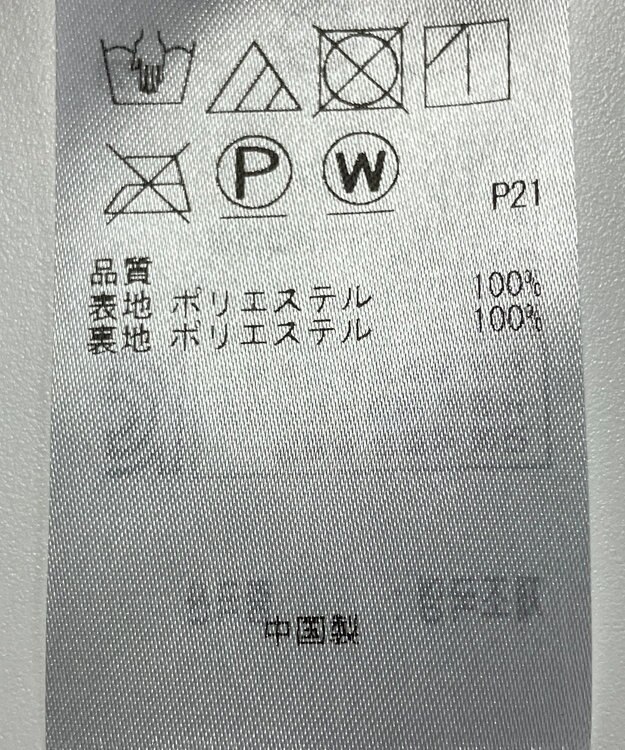 P W P21
品質
表地 ポリエステル 100%
裏地 ポリエステル 100%
中国製